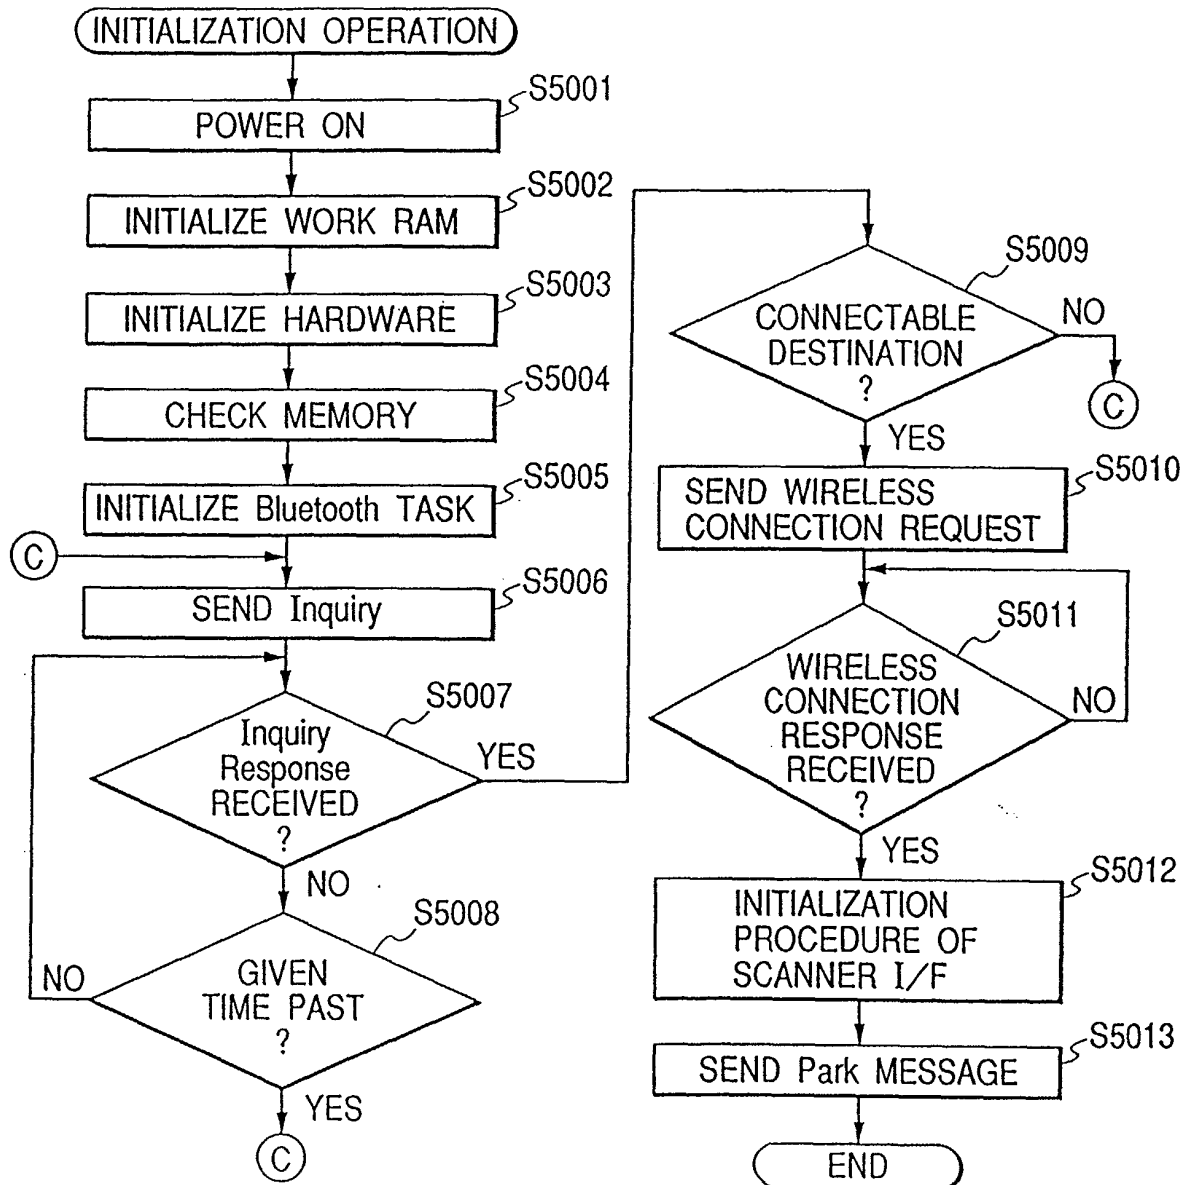 INITIALIZATION OPERATION
S5001
POWER ON
S5002
INITIALIZE WORK RAM
S5003
INITIALIZE HARDWARE
S5004
CHECK MEMORY
S5005
INITIALIZE Bluetooth TASK
C
S5006
SEND Inquiry
S5007
Inquiry
Response
RECEIVED
?
YES
NO
S5008
GIVEN
TIME PAST
?
NO
YES
C
S5009
CONNECTABLE
DESTINATION
?
NO
C
YES
S5010
SEND WIRELESS
CONNECTION REQUEST
S5011
WIRELESS
CONNECTION
RESPONSE
RECEIVED
?
NO
YES
S5012
INITIALIZATION
PROCEDURE OF
SCANNER I/F
S5013
SEND Park MESSAGE
END